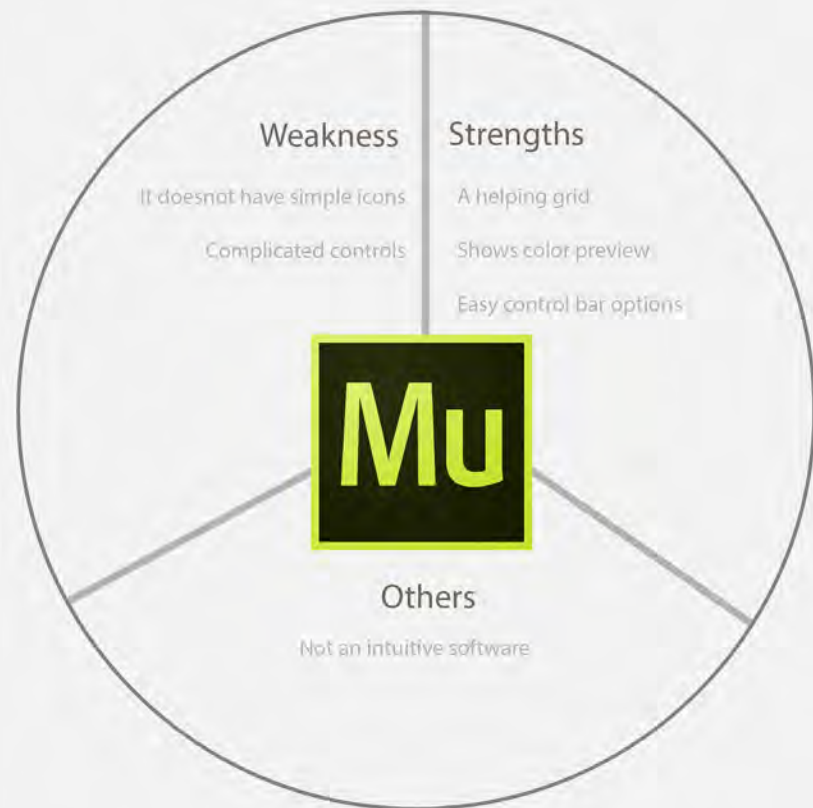 Weakness
It doesnot have simple icons
Complicated controls
Strengths
A helping grid
Shows color preview
Easy control bar options
Mu
Others
Not an intuitive software